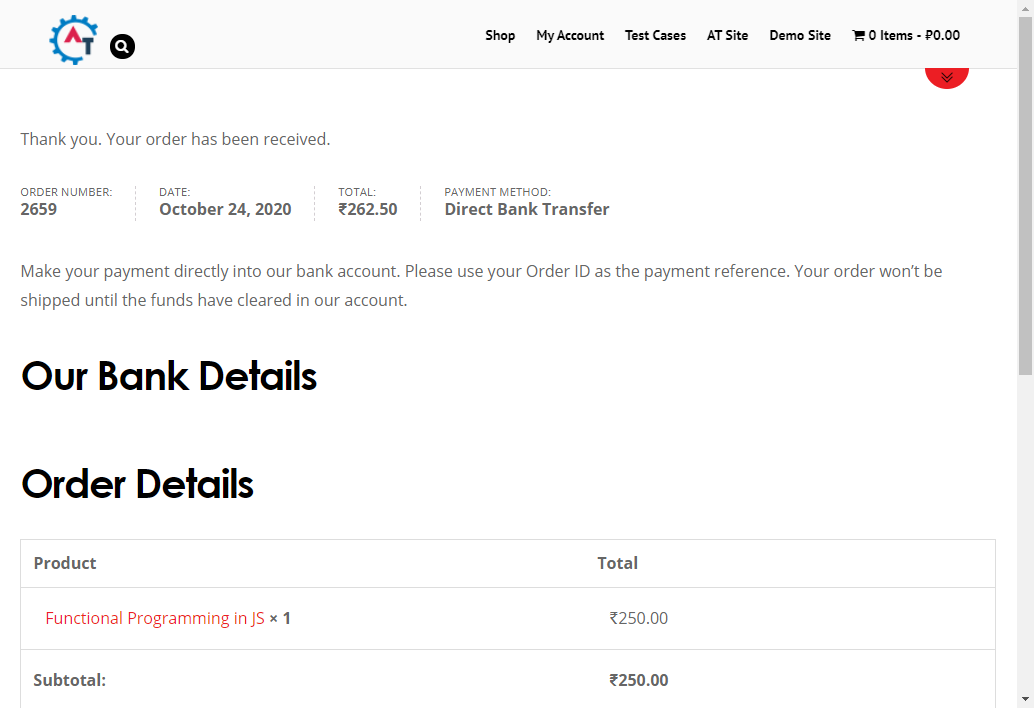 AT
Shop My Account Test Cases AT Site Demo Site 0 Items - ₽0.00
Thank you. Your order has been received.
ORDER NUMBER: DATE: TOTAL: PAYMENT METHOD:
2659 October 24, 2020 ₹262.50 Direct Bank Transfer
Make your payment directly into our bank account. Please use your Order ID as the payment reference. Your order won’t be
shipped until the funds have cleared in our account.
Our Bank Details
Order Details
Product Total
Functional Programming in JS × 1 ₹250.00
Subtotal: ₹250.00